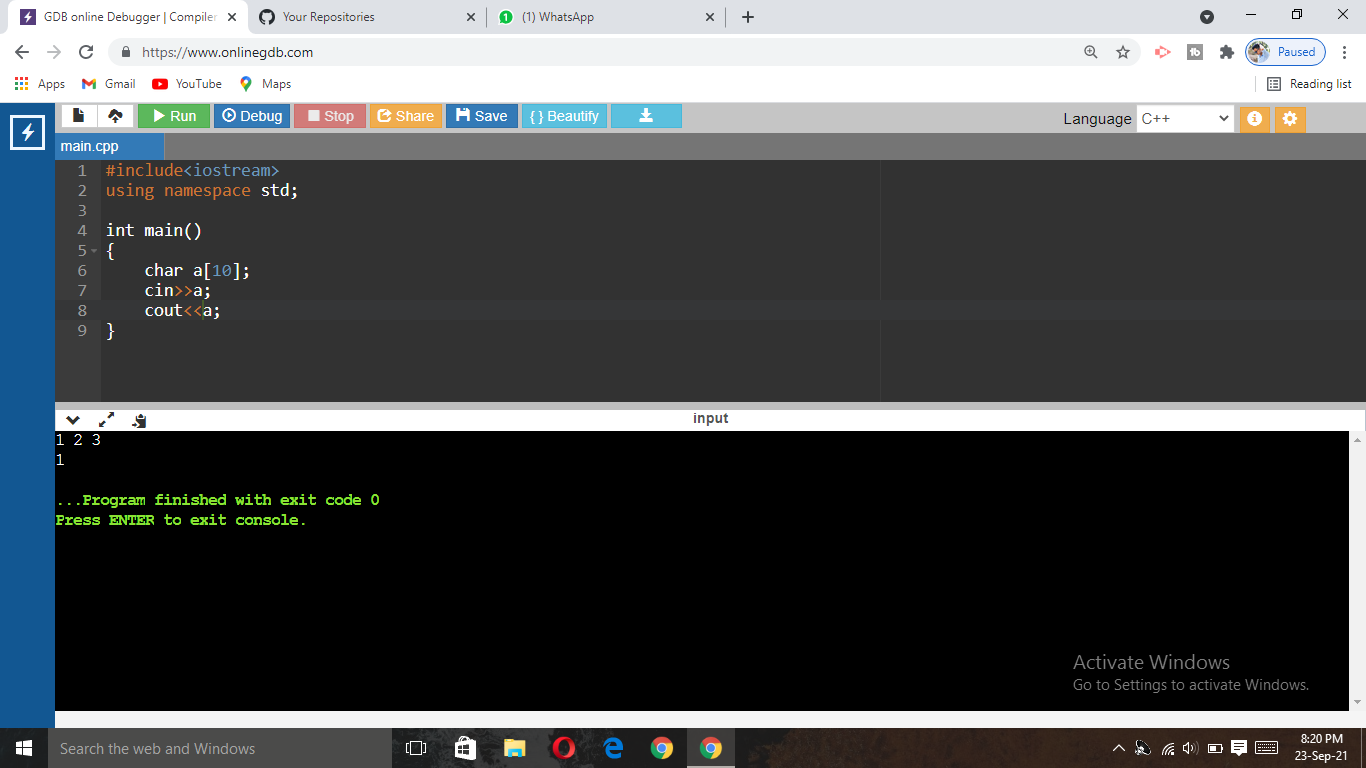 GDB online Debugger | Compiler
Your Repositories
(1) WhatsApp
https://www.onlinegdb.com
Paused
Apps
Gmail
YouTube
Maps
Reading list
Run
Debug
Stop
Share
Save
{ } Beautify
Language
C++
main.cpp
1 #include<iostream>
2 using namespace std;
3
4 int main()
5 {
6 char a[10];
7 cin>>a;
8 cout<<a;
9 }
input
1 2 3
1
...Program finished with exit code 0
Press ENTER to exit console.
Activate Windows
Go to Settings to activate Windows.
Search the web and Windows
8:20 PM
23-Sep-21